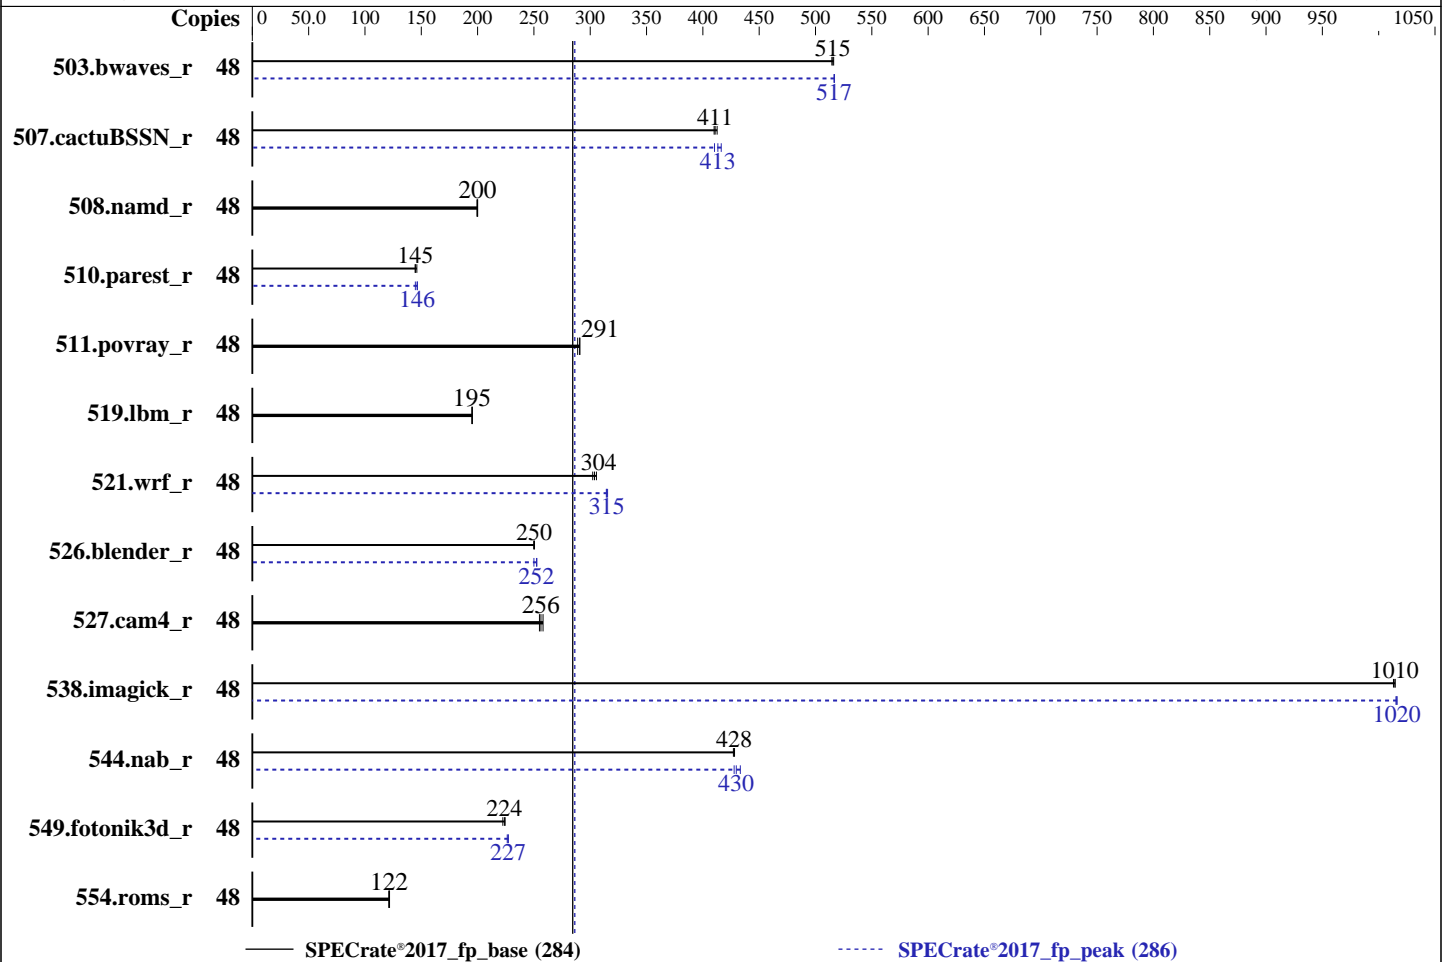 Copies 0 50.0 100 150 200 250 300 350 400 450 500 550 600 650 700 750 800 850 900 950 1050
515
503.bwaves_r 48
517
411
507.cactuBSSN_r 48
413
200
508.namd_r 48
145
510.parest_r 48
146
291
511.povray_r 48
195
519.lbm_r 48
304
521.wrf_r 48
315
250
526.blender_r 48
252
256
527.cam4_r 48
1010
538.imagick_r 48
1020
428
544.nab_r 48
430
224
549.fotonik3d_r 48
227
122
554.roms_r 48
SPECrate®2017_fp_base (284) SPECrate®2017_fp_peak (286)